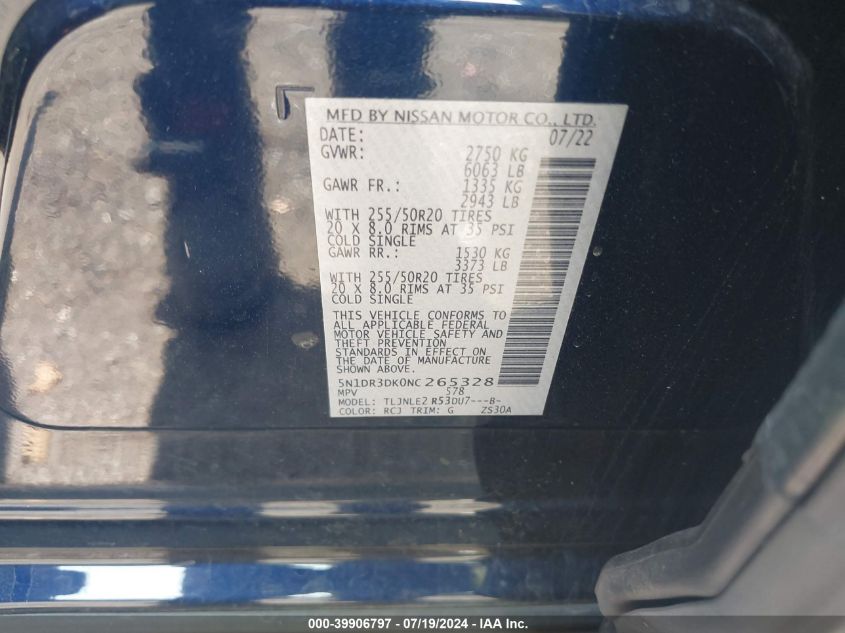 MFD BY NISSAN MOTOR CO., LTD.
DATE: 07/22
GVWR: 2750 KG
6063 LB
GAWR FR.: 1335 KG
2943 LB
WITH 255/50R20 TIRES
20 X 8.0 RIMS AT 35 PSI
COLD SINGLE
GAWR RR.: 1530 KG
3373 LB
WITH 255/50R20 TIRES
20 X 8.0 RIMS AT 35 PSI
COLD SINGLE
THIS VEHICLE CONFORMS TO
ALL APPLICABLE FEDERAL
MOTOR VEHICLE SAFETY AND
THEFT PREVENTION
STANDARDS IN EFFECT ON
THE DATE OF MANUFACTURE
SHOWN ABOVE.
5N1DR3DK0NC265328
MPV 578
MODEL: TLJNLE2 R53DU7---B-
COLOR: RCJ TRIM: G ZS30A
000-39906797 - 07/19/2024 - IAA Inc.